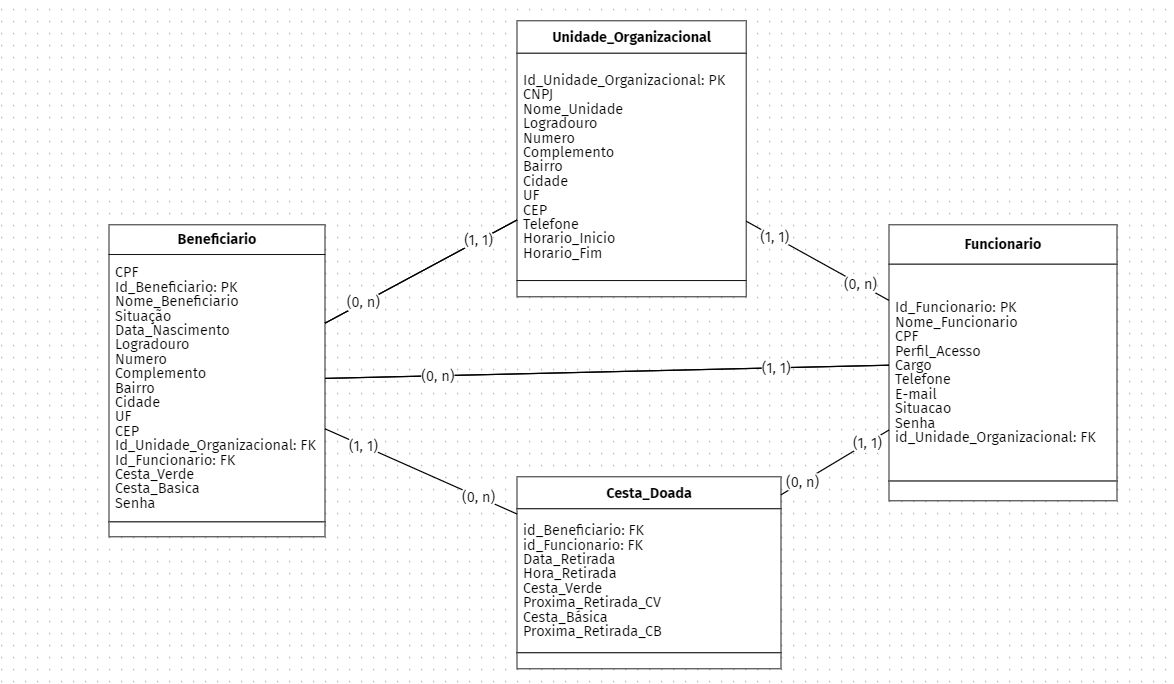 Unidade_Organizacional
Id_Unidade_Organizacional: PK
CNPJ
Nome_Unidade
Logradouro
Numero
Complemento
Bairro
Cidade
UF
CEP
Telefone
Horario_Inicio
Horario_Fim
(1, 1)
(0, n)
(1, 1)
(0, n)
Beneficiario
CPF
Id_Beneficiario: PK
Nome_Beneficiario
Situação
Data_Nascimento
Logradouro
Numero
Complemento
Bairro
Cidade
UF
CEP
Id_Unidade_Organizacional: FK
Id_Funcionario: FK
Cesta_Verde
Cesta_Basica
Senha
(0, n)
(1, 1)
Funcionario
Id_Funcionario: PK
Nome_Funcionario
CPF
Perfil_Acesso
Cargo
Telefone
E-mail
Situacao
Senha
id_Unidade_Organizacional: FK
(1, 1)
(0, n)
(1, 1)
(0, n)
Cesta_Doada
id_Beneficiario: FK
id_Funcionario: FK
Data_Retirada
Hora_Retirada
Cesta_Verde
Proxima_Retirada_CV
Cesta_Básica
Proxima_Retirada_CB